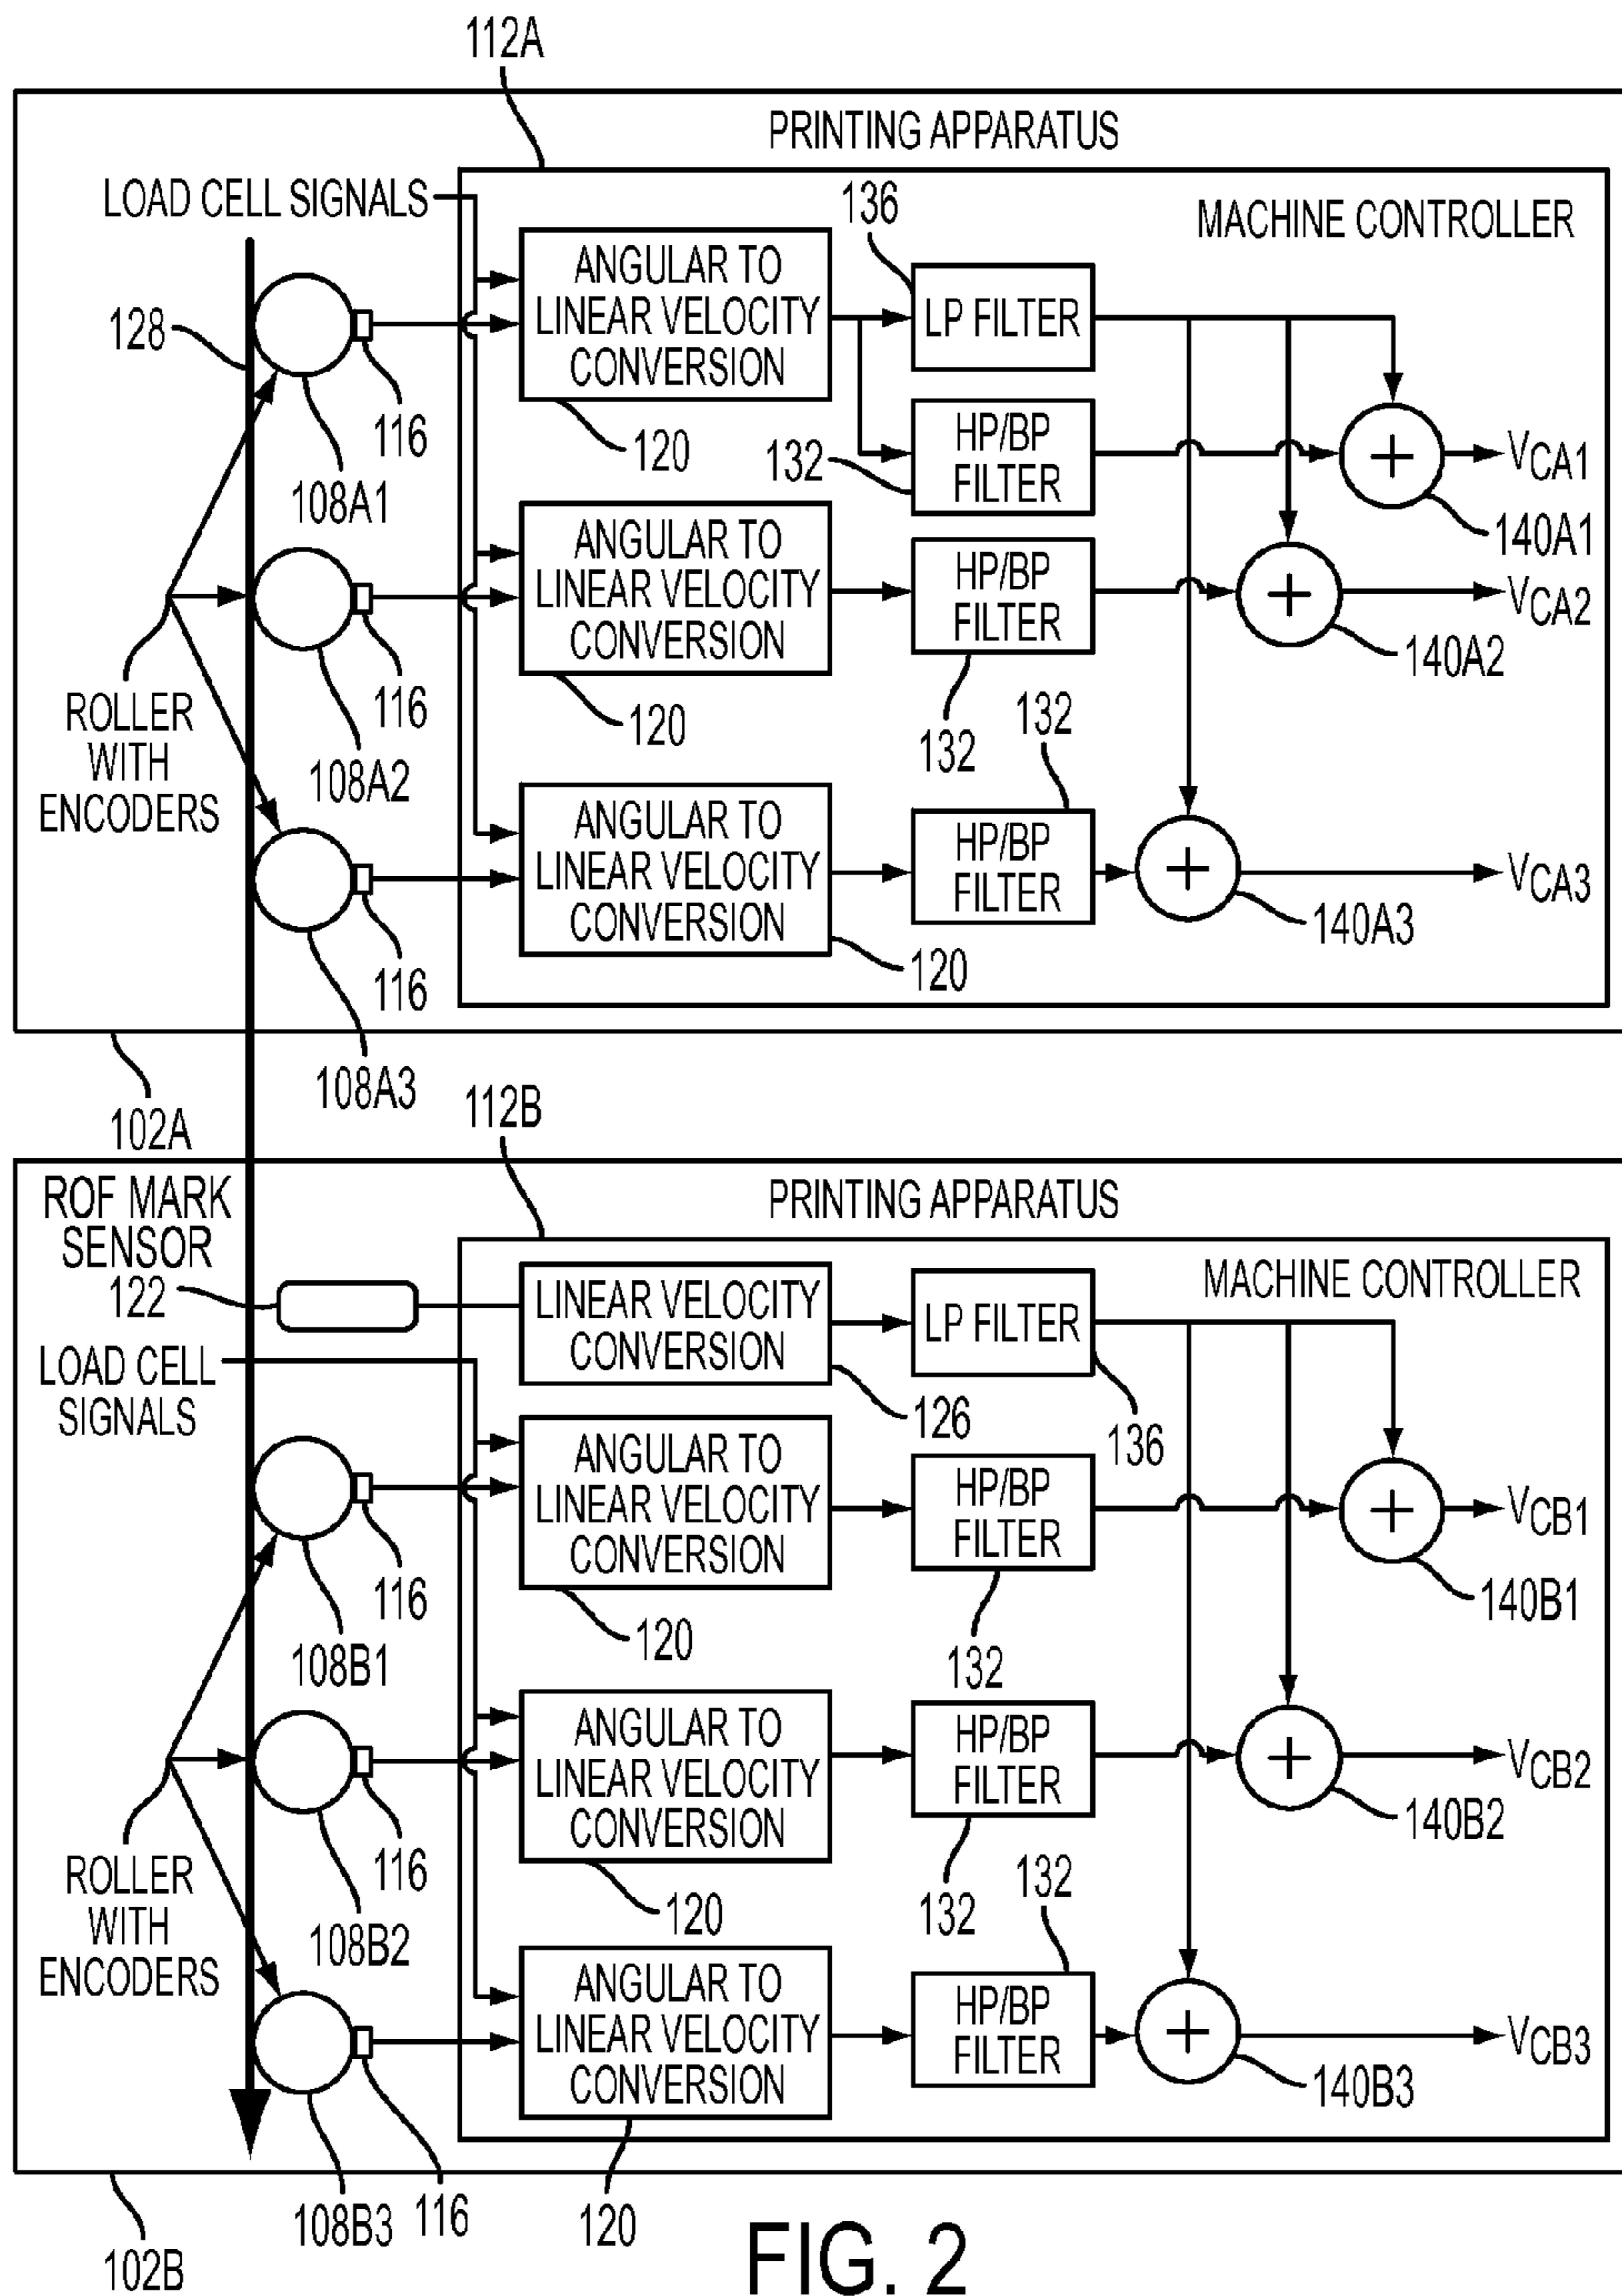 112A
PRINTING APPARATUS
LOAD CELL SIGNALS
136
MACHINE CONTROLLER
ANGULAR TO
LINEAR VELOCITY
CONVERSION
LP FILTER
128
116
120
132
HP/BP
FILTER
VCA1
108A1
140A1
ANGULAR TO
LINEAR VELOCITY
CONVERSION
HP/BP
FILTER
VCA2
140A2
ROLLER
WITH
ENCODERS
116
120
132
132
108A2
ANGULAR TO
LINEAR VELOCITY
CONVERSION
HP/BP
FILTER
VCA3
140A3
116
120
108A3
102A
112B
ROF MARK
SENSOR
PRINTING APPARATUS
122
LINEAR VELOCITY
CONVERSION
LP FILTER
MACHINE CONTROLLER
LOAD CELL
SIGNALS
126
136
ANGULAR TO
LINEAR VELOCITY
CONVERSION
HP/BP
FILTER
VCB1
116
140B1
108B1
120
132
ANGULAR TO
LINEAR VELOCITY
CONVERSION
HP/BP
FILTER
VCB2
140B2
ROLLER
WITH
ENCODERS
116
120
132
132
108B2
ANGULAR TO
LINEAR VELOCITY
CONVERSION
HP/BP
FILTER
VCB3
140B3
108B3
116
120
102B
FIG. 2